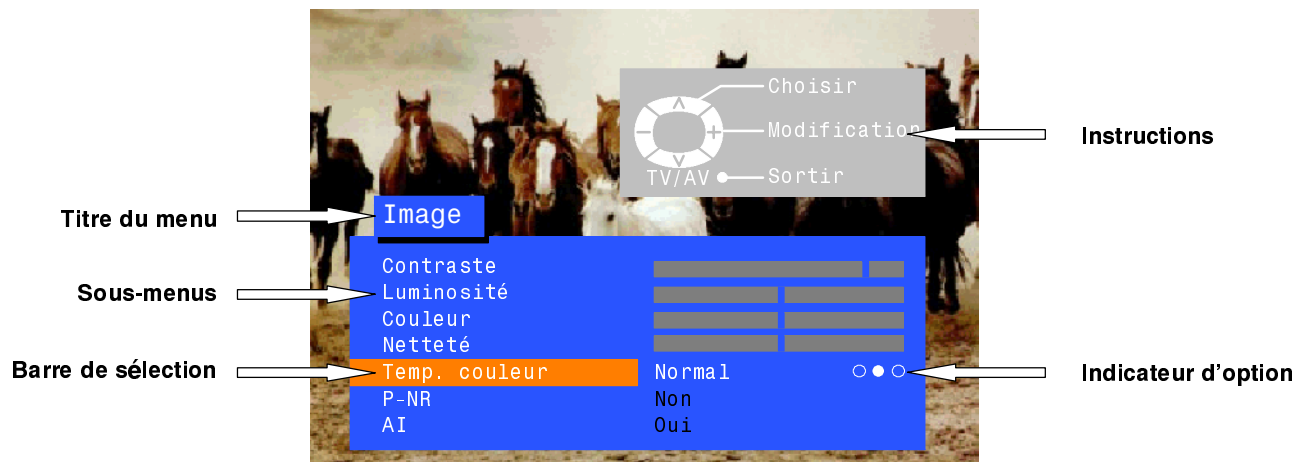 Choisir
Modification
Instructions
TV/AV
Sortir
Titre du menu
Image
Contraste
Sous-menus
Luminosité
Couleur
Netteté
Barre de sélection
Temp. couleur
Normal
Indicateur d'option
P-NR
Non
AI
Oui